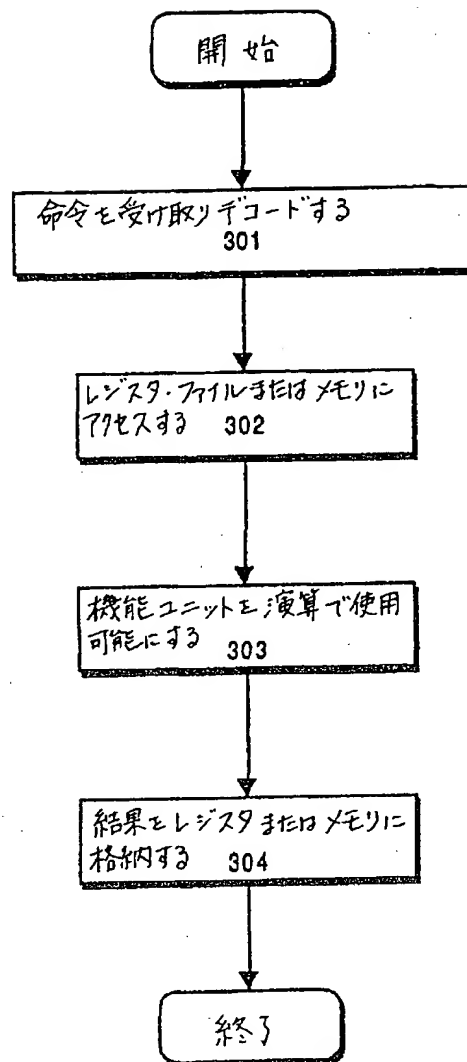 開始
命令を受け取りデコードする
301
レジスタ・ファイルまたはメモリに
アクセスする 302
機能ユニットを演算で使用
可能にする 303
結果をレジスタまたはメモリに
格納する 304
終了